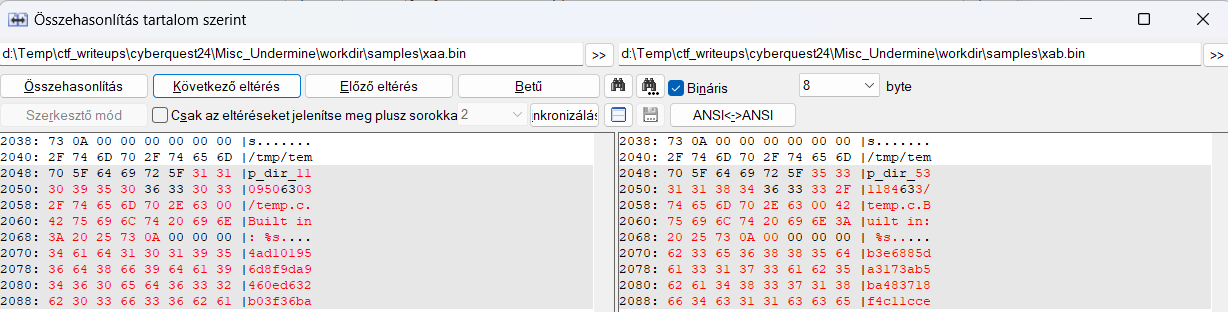 Összehasonlítás tartalom szerint
d:\Temp\ctf_writeups\cyberquest24\Misc_Undermine\workdir\samples\xaa.bin >> d:\Temp\ctf_writeups\cyberquest24\Misc_Undermine\workdir\samples\xab.bin >>
Összehasonlítás Következő eltérés Előző eltérés Betű Bináris 8 byte
Szerkesztő mód Csak az eltéréseket jelenítse meg plusz sorokka 2 nkronizálás ANSI<->ANSI
2038: 73 0A 00 00 00 00 00 00 |s....... 2038: 73 0A 00 00 00 00 00 00 |s.......
2040: 2F 74 6D 70 2F 74 65 6D |/tmp/tem 2040: 2F 74 6D 70 2F 74 65 6D |/tmp/tem
2048: 70 5F 64 69 72 5F 31 31 |p_dir_11 2048: 70 5F 64 69 72 5F 35 33 |p_dir_53
2050: 30 39 35 30 36 33 30 33 |09506303 2050: 31 31 38 34 36 33 33 2F |1184633/
2058: 2F 74 65 6D 70 2E 63 00 |/temp.c. 2058: 74 65 6D 70 2E 63 00 42 |temp.c.B
2060: 42 75 69 6C 74 20 69 6E |Built in 2060: 75 69 6C 74 20 69 6E 3A |uilt in:
2068: 3A 20 25 73 0A 00 00 00 |: %s.... 2068: 20 25 73 0A 00 00 00 00 | %s.....
2070: 34 61 64 31 30 31 39 35 |4ad10195 2070: 62 33 65 36 38 38 35 64 |b3e6885d
2078: 36 64 38 66 39 64 61 39 |6d8f9da9 2078: 61 33 31 37 33 61 62 35 |a3173ab5
2080: 34 36 30 65 64 36 33 32 |460ed632 2080: 62 61 34 38 33 37 31 38 |ba483718
2088: 62 30 33 66 33 36 62 61 |b03f36ba 2088: 66 34 63 31 31 63 63 65 |f4c11cce